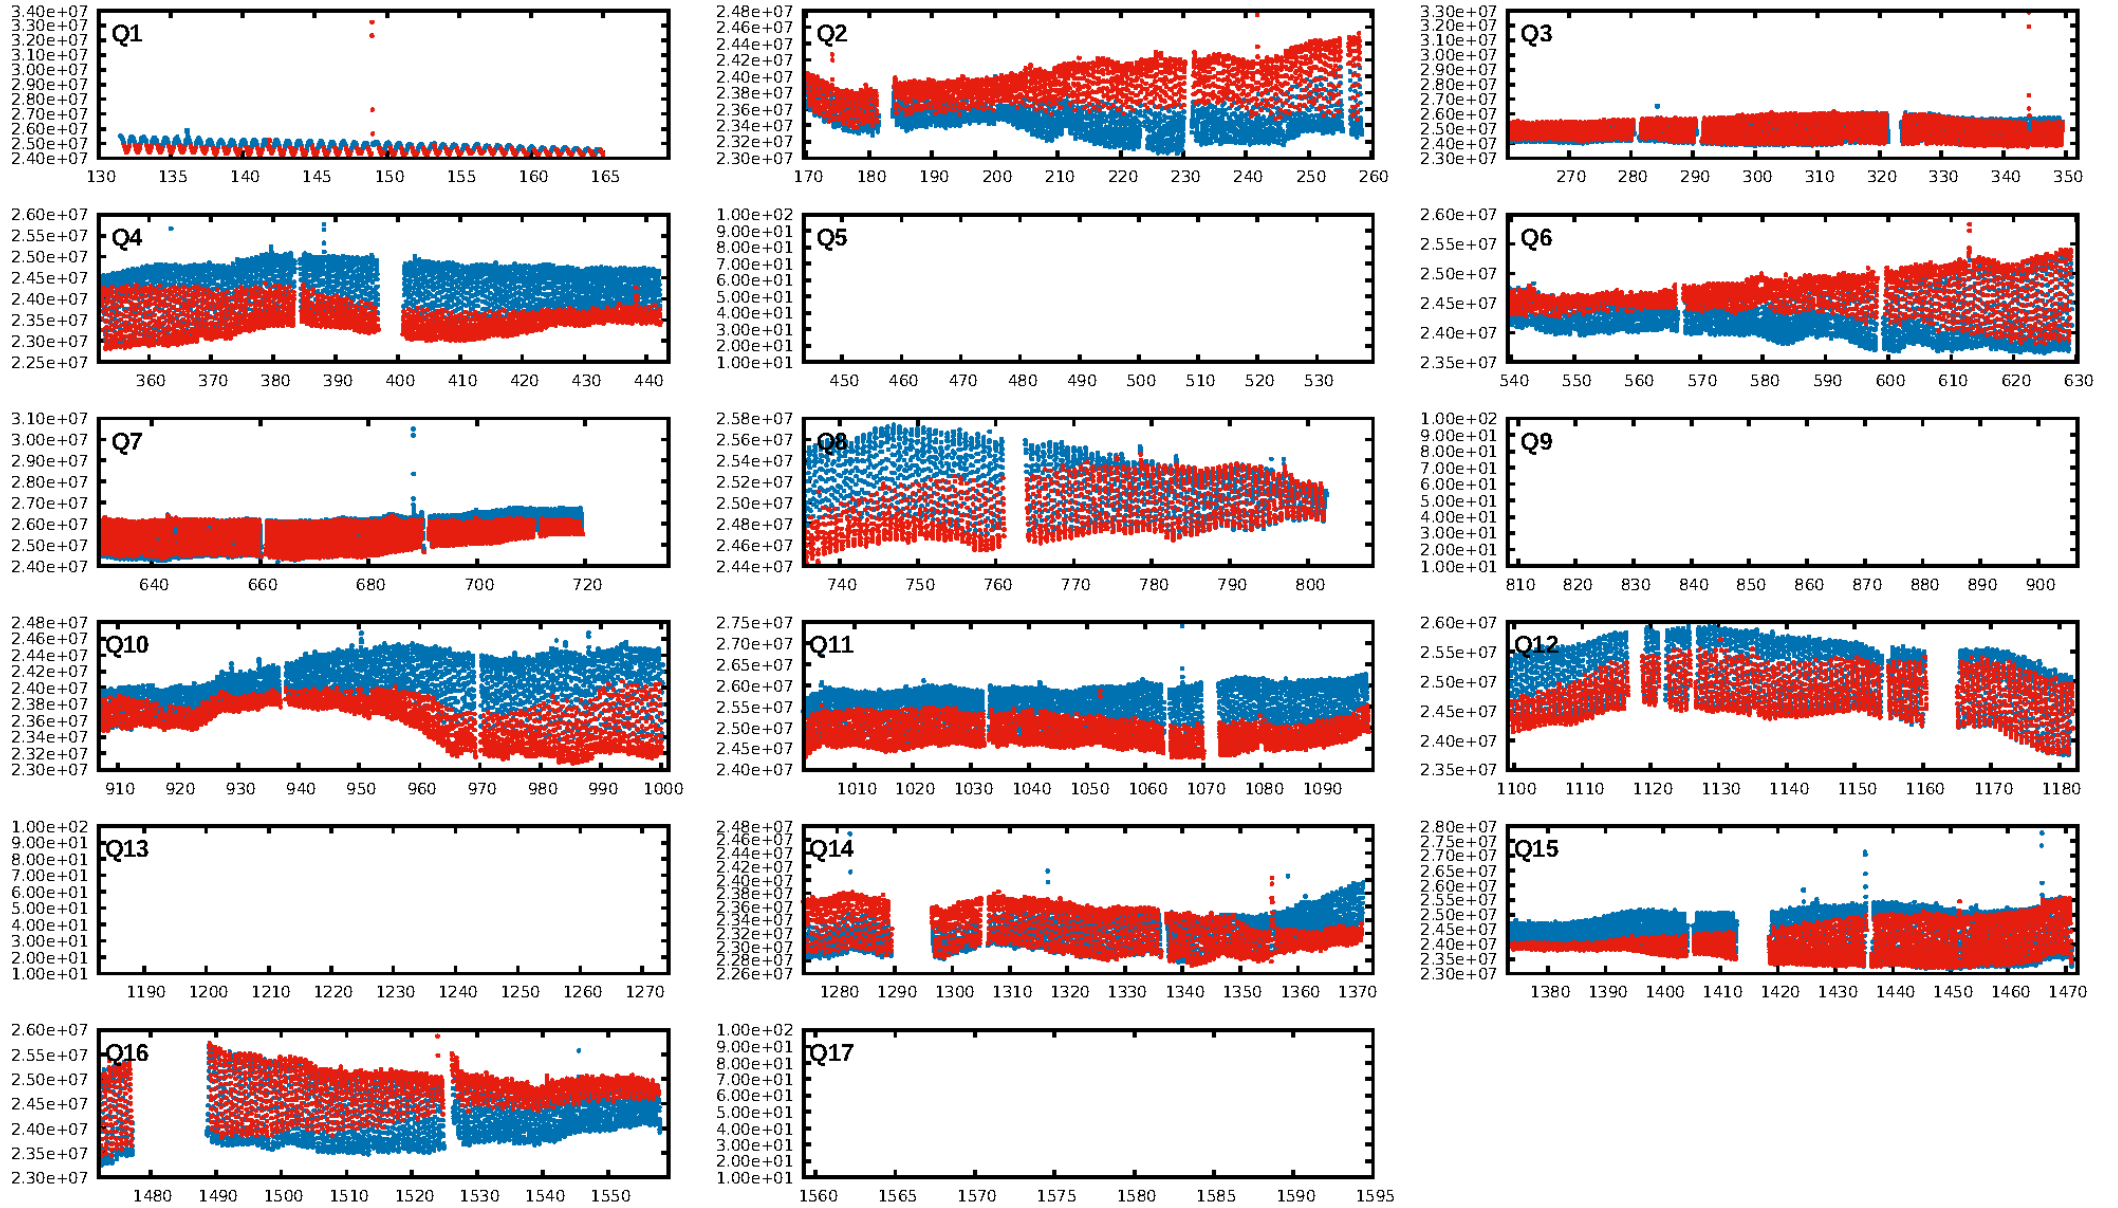 3.40e+07
Q1
3.30e+07
3.20e+07
3.10e+07
3.00e+07
2.90e+07
2.80e+07
2.70e+07
2.60e+07
2.50e+07
2.40e+07
130 135 140 145 150 155 160 165
2.48e+07
Q2
2.46e+07
2.44e+07
2.42e+07
2.40e+07
2.38e+07
2.36e+07
2.34e+07
2.32e+07
2.30e+07
170 180 190 200 210 220 230 240 250 260
3.30e+07
Q3
3.20e+07
3.10e+07
3.00e+07
2.90e+07
2.80e+07
2.70e+07
2.60e+07
2.50e+07
2.40e+07
2.30e+07
270 280 290 300 310 320 330 340 350
2.60e+07
Q4
2.55e+07
2.50e+07
2.45e+07
2.40e+07
2.35e+07
2.30e+07
2.25e+07
360 370 380 390 400 410 420 430 440
1.00e+02
Q5
9.00e+01
8.00e+01
7.00e+01
6.00e+01
5.00e+01
4.00e+01
3.00e+01
2.00e+01
1.00e+01
450 460 470 480 490 500 510 520 530
2.60e+07
Q6
2.55e+07
2.50e+07
2.45e+07
2.40e+07
2.35e+07
540 550 560 570 580 590 600 610 620 630
3.10e+07
Q7
3.00e+07
2.90e+07
2.80e+07
2.70e+07
2.60e+07
2.50e+07
2.40e+07
640 660 680 700 720
2.58e+07
Q8
2.56e+07
2.54e+07
2.52e+07
2.50e+07
2.48e+07
2.46e+07
2.44e+07
740 750 760 770 780 790 800
1.00e+02
Q9
9.00e+01
8.00e+01
7.00e+01
6.00e+01
5.00e+01
4.00e+01
3.00e+01
2.00e+01
1.00e+01
810 820 830 840 850 860 870 880 890 900
2.48e+07
Q10
2.46e+07
2.44e+07
2.42e+07
2.40e+07
2.38e+07
2.36e+07
2.34e+07
2.32e+07
2.30e+07
910 920 930 940 950 960 970 980 990 1000
2.75e+07
Q11
2.70e+07
2.65e+07
2.60e+07
2.55e+07
2.50e+07
2.45e+07
2.40e+07
1010 1020 1030 1040 1050 1060 1070 1080 1090
2.60e+07
Q12
2.55e+07
2.50e+07
2.45e+07
2.40e+07
2.35e+07
1100 1110 1120 1130 1140 1150 1160 1170 1180
1.00e+02
Q13
9.00e+01
8.00e+01
7.00e+01
6.00e+01
5.00e+01
4.00e+01
3.00e+01
2.00e+01
1.00e+01
1190 1200 1210 1220 1230 1240 1250 1260 1270
2.48e+07
Q14
2.46e+07
2.44e+07
2.42e+07
2.40e+07
2.38e+07
2.36e+07
2.34e+07
2.32e+07
2.30e+07
2.28e+07
2.26e+07
1280 1290 1300 1310 1320 1330 1340 1350 1360 1370
2.80e+07
Q15
2.75e+07
2.70e+07
2.65e+07
2.60e+07
2.55e+07
2.50e+07
2.45e+07
2.40e+07
2.35e+07
2.30e+07
1380 1390 1400 1410 1420 1430 1440 1450 1460 1470
2.60e+07
Q16
2.55e+07
2.50e+07
2.45e+07
2.40e+07
2.35e+07
2.30e+07
1480 1490 1500 1510 1520 1530 1540 1550
1.00e+02
Q17
9.00e+01
8.00e+01
7.00e+01
6.00e+01
5.00e+01
4.00e+01
3.00e+01
2.00e+01
1.00e+01
1560 1565 1570 1575 1580 1585 1590 1595